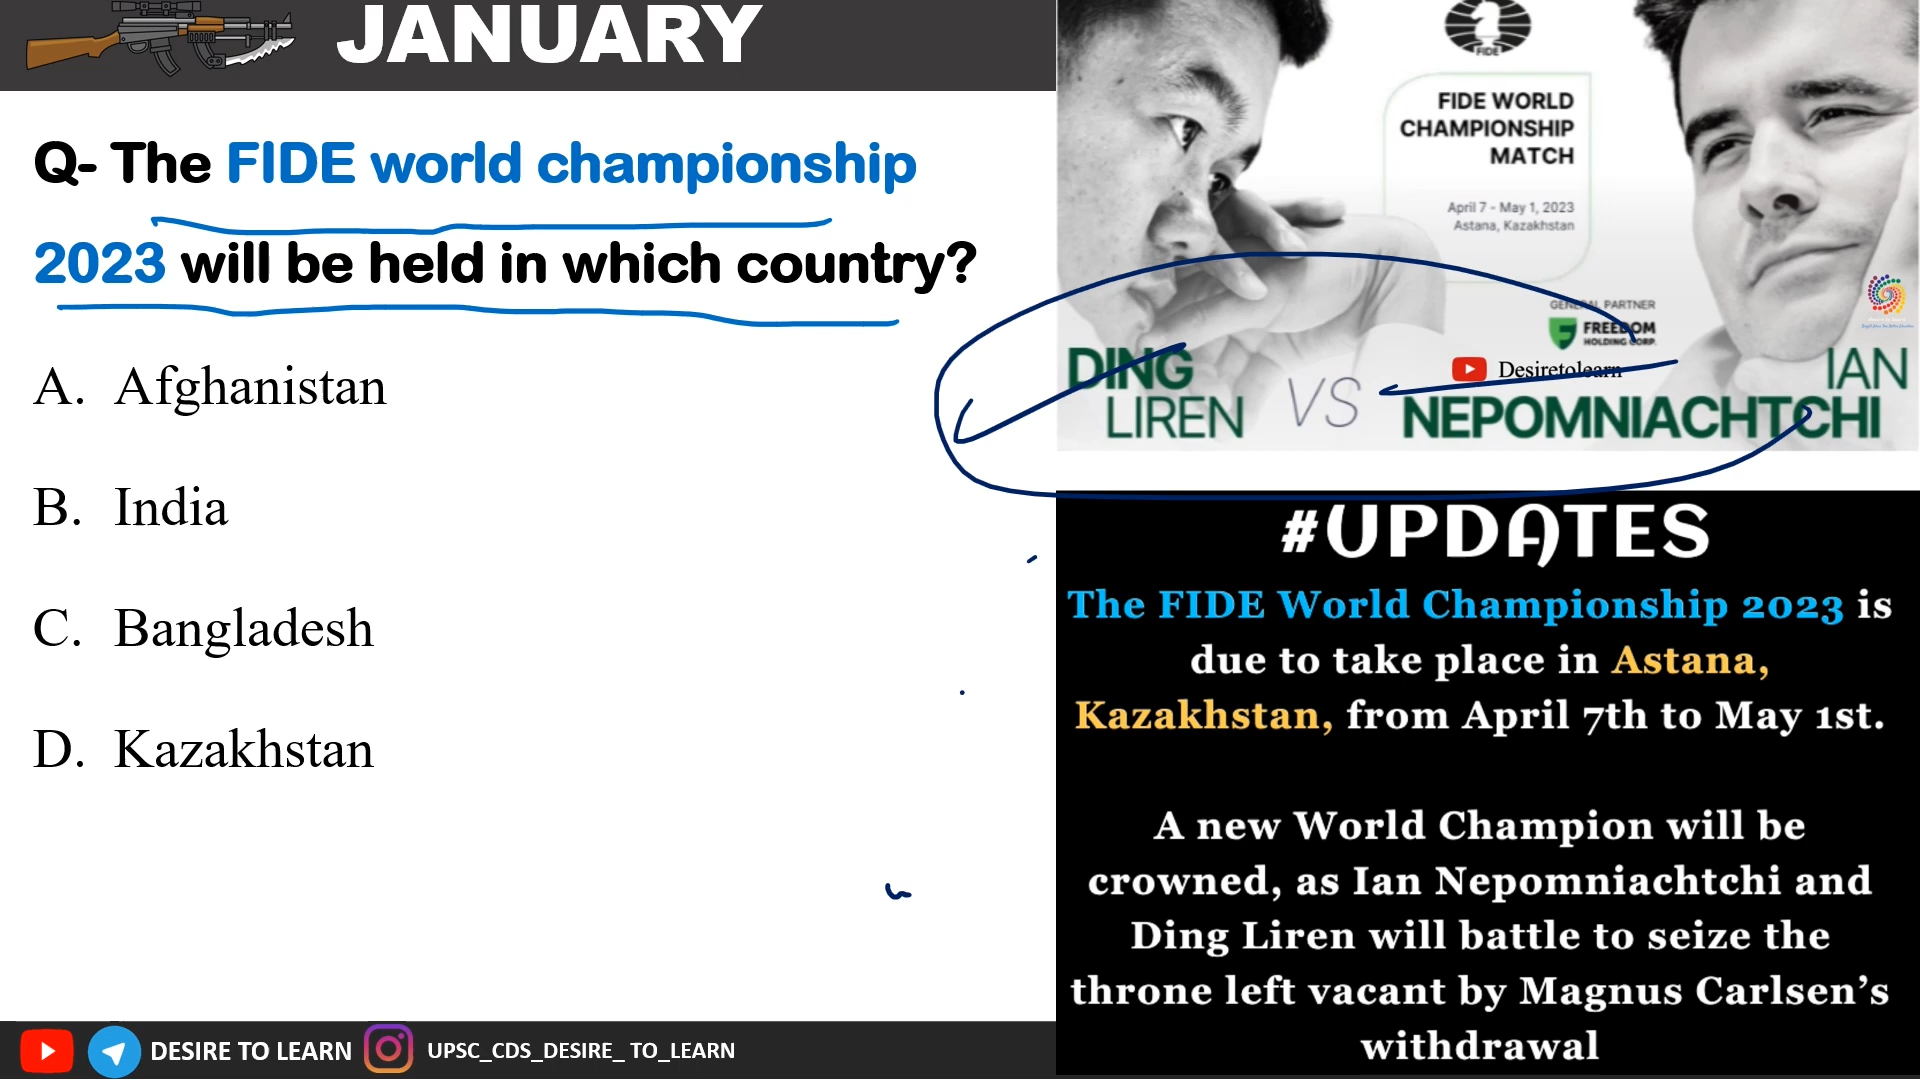 JANUARY
Q- The FIDE world championship
2023 will be held in which country?
A. Afghanistan
B. India
C. Bangladesh
D. Kazakhstan
FIDE
FIDE WORLD
CHAMPIONSHIP
MATCH
April 7 - May 1, 2023
Astana, Kazakhstan
GENERAL PARTNER
FREEDOM
HOLDING CORP.
Desiretolearn
DING
LIREN
VS
IAN
NEPOMNIACHTCHI
#UPDATES
The FIDE World Championship 2023 is
due to take place in Astana,
Kazakhstan, from April 7th to May 1st.
A new World Champion will be
crowned, as Ian Nepomniachtchi and
Ding Liren will battle to seize the
throne left vacant by Magnus Carlsen's
withdrawal
DESIRE TO LEARN
UPSC_CDS_DESIRE_ TO_LEARN